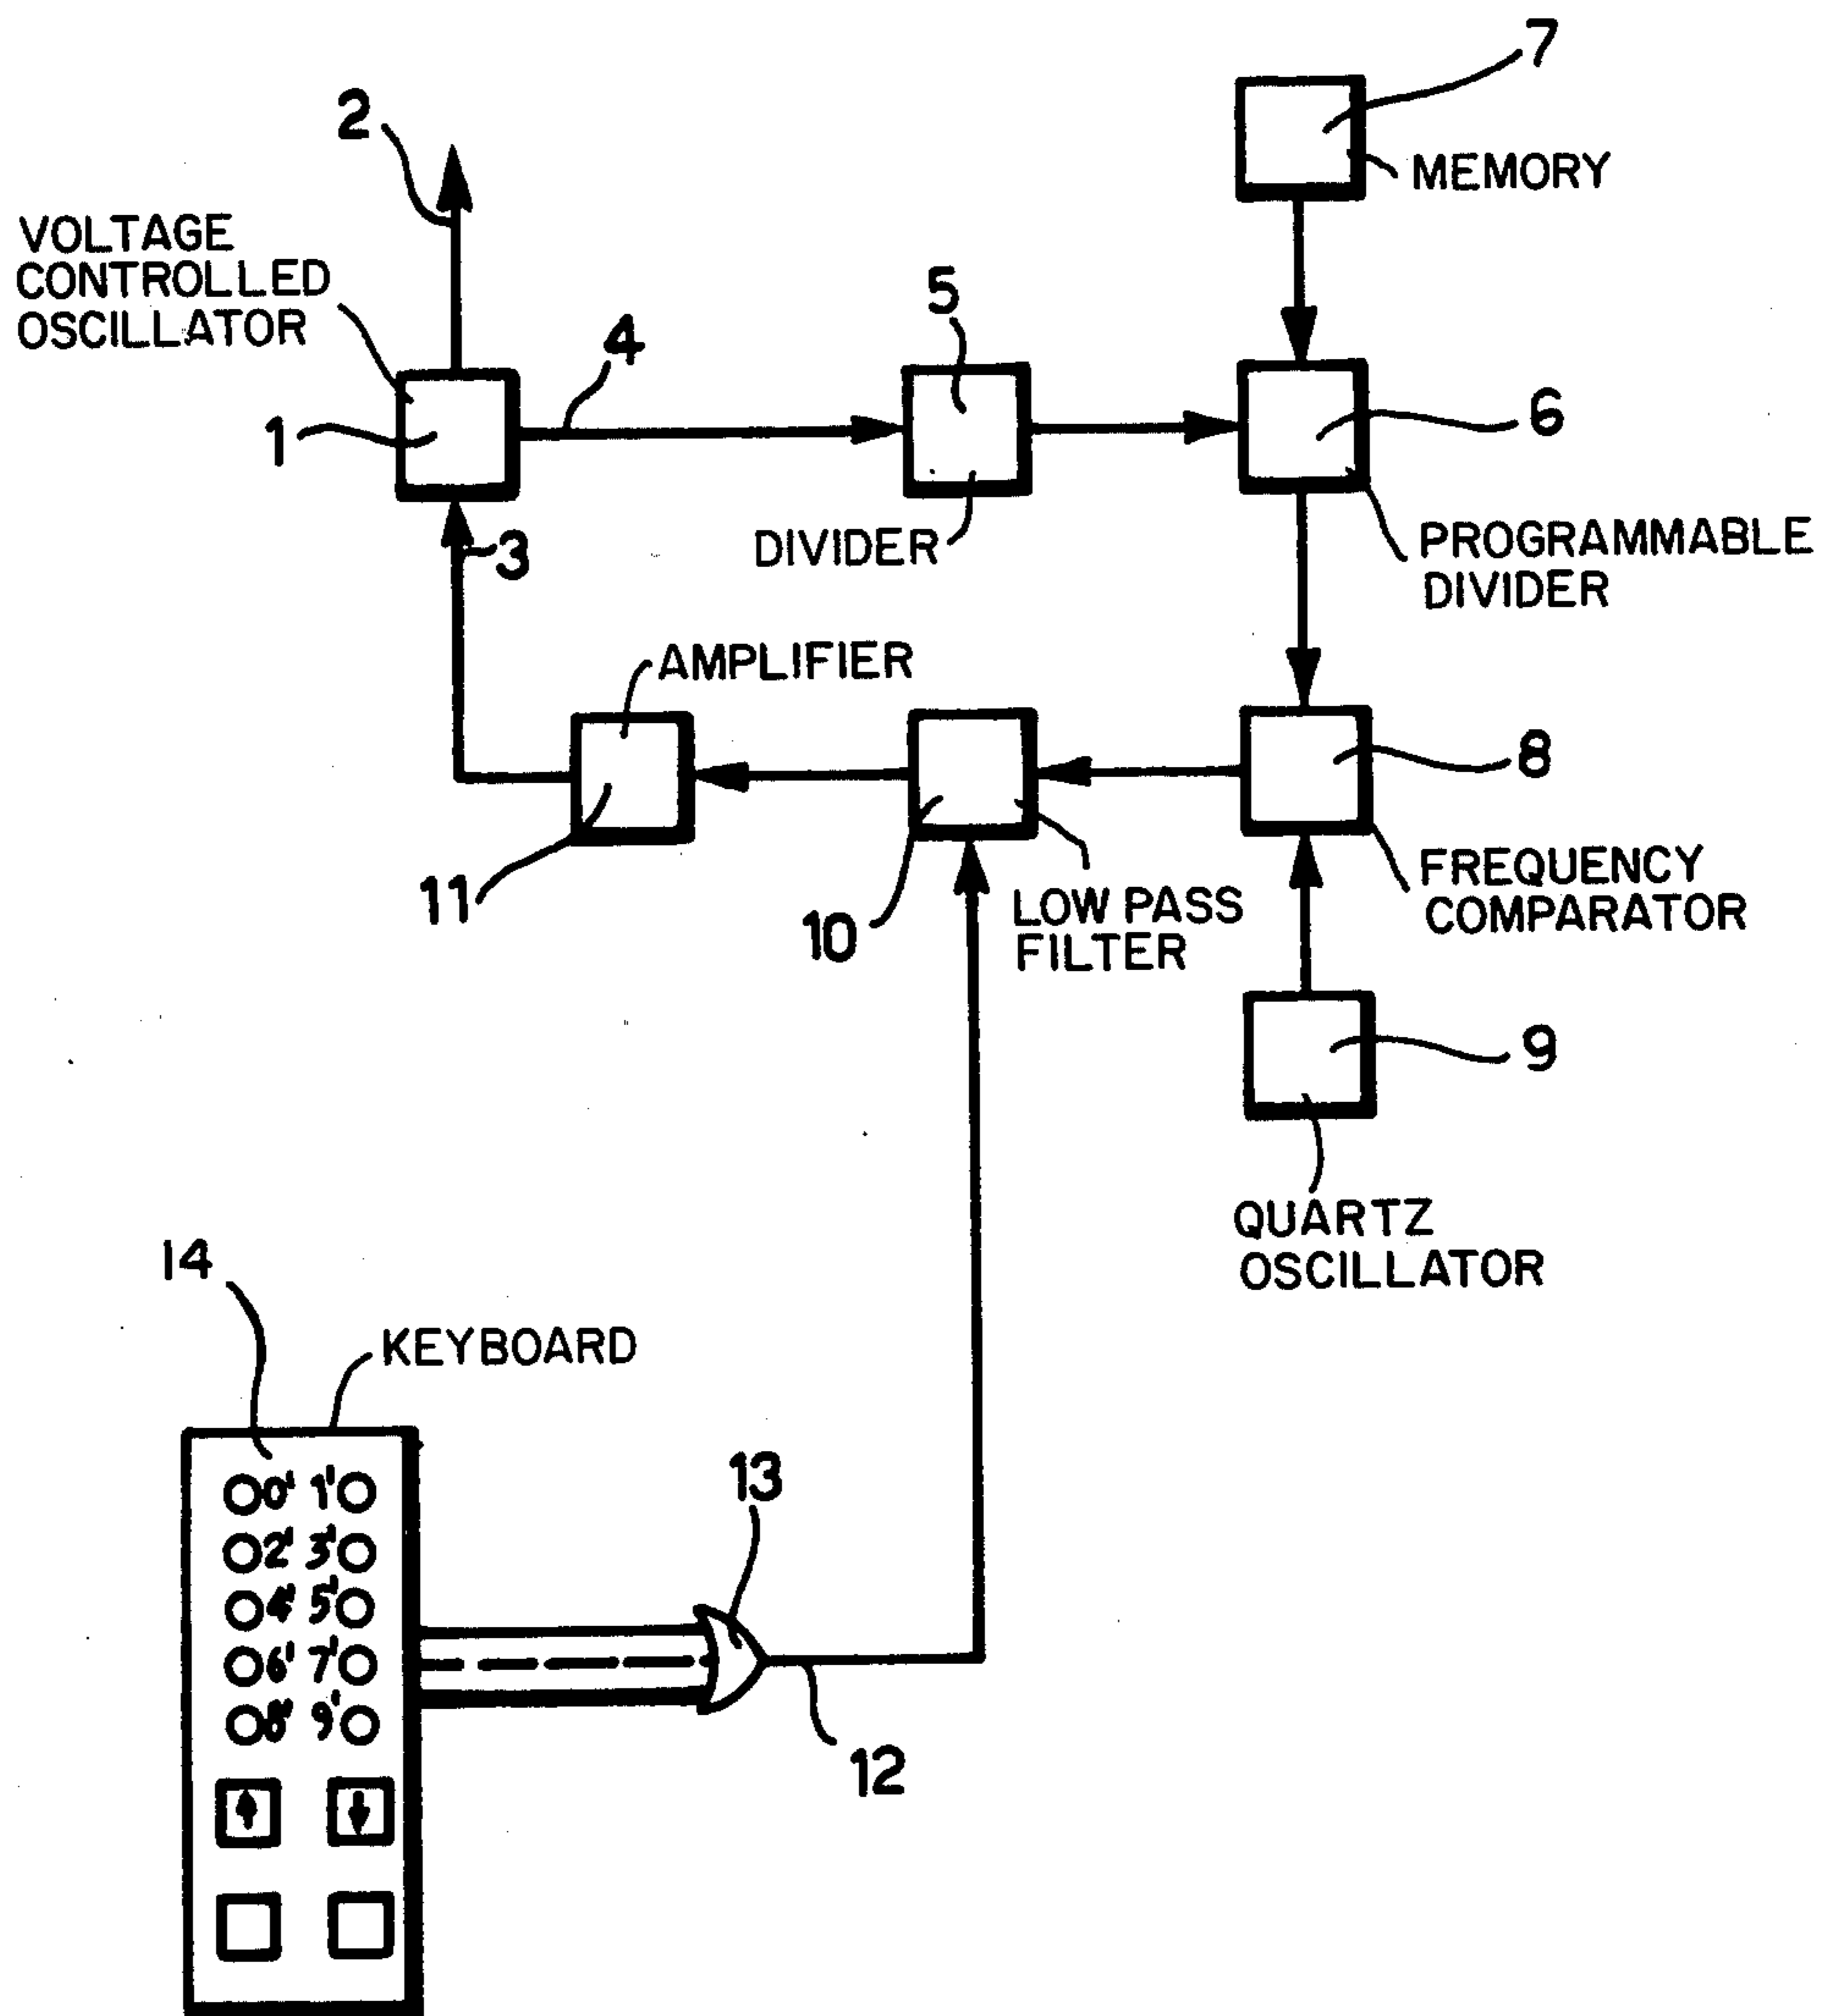 7
2
MEMORY
VOLTAGE
CONTROLLED
OSCILLATOR
5
4
6
1
3
DIVIDER
PROGRAMMABLE
DIVIDER
AMPLIFIER
8
11
10
LOW PASS
FILTER
FREQUENCY
COMPARATOR
9
QUARTZ
OSCILLATOR
14
KEYBOARD
13
0' 1'
2' 3'
4' 5'
6' 7'
8' 9'
12